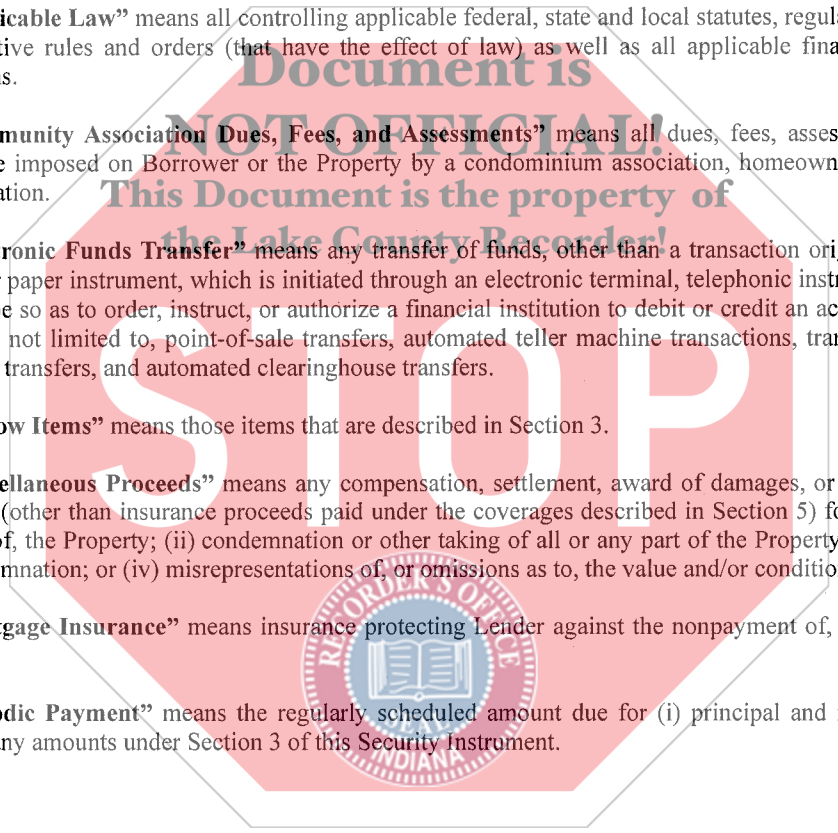 icable Law” means all controlling applicable federal, state and local statutes, regul
tive rules and orders (that have the effect of law) as well as all applicable fina
s.
Document is
NOT OFFICIAL!
munity Association Dues, Fees, and Assessments” means all dues, fees, asses
e imposed on Borrower or the Property by a condominium association, homeown
ation.
This Document is the property of
the Lake County Recorder!
ronic Funds Transfer” means any transfer of funds, other than a transaction ori
r paper instrument, which is initiated through an electronic terminal, telephonic inst
e so as to order, instruct, or authorize a financial institution to debit or credit an ac
not limited to, point-of-sale transfers, automated teller machine transactions, tra
transfers, and automated clearinghouse transfers.
STOP
ow Items” means those items that are described in Section 3.
ellaneous Proceeds” means any compensation, settlement, award of damages, or
(other than insurance proceeds paid under the coverages described in Section 5) fo
of, the Property; (ii) condemnation or other taking of all or any part of the Property
mnation; or (iv) misrepresentations of, or omissions as to, the value and/or conditio
gage Insurance” means insurance protecting Lender against the nonpayment of,
odic Payment” means the regularly scheduled amount due for (i) principal and
ny amounts under Section 3 of this Security Instrument.
RECORDER'S OFFICE
SEAL
INDIANA